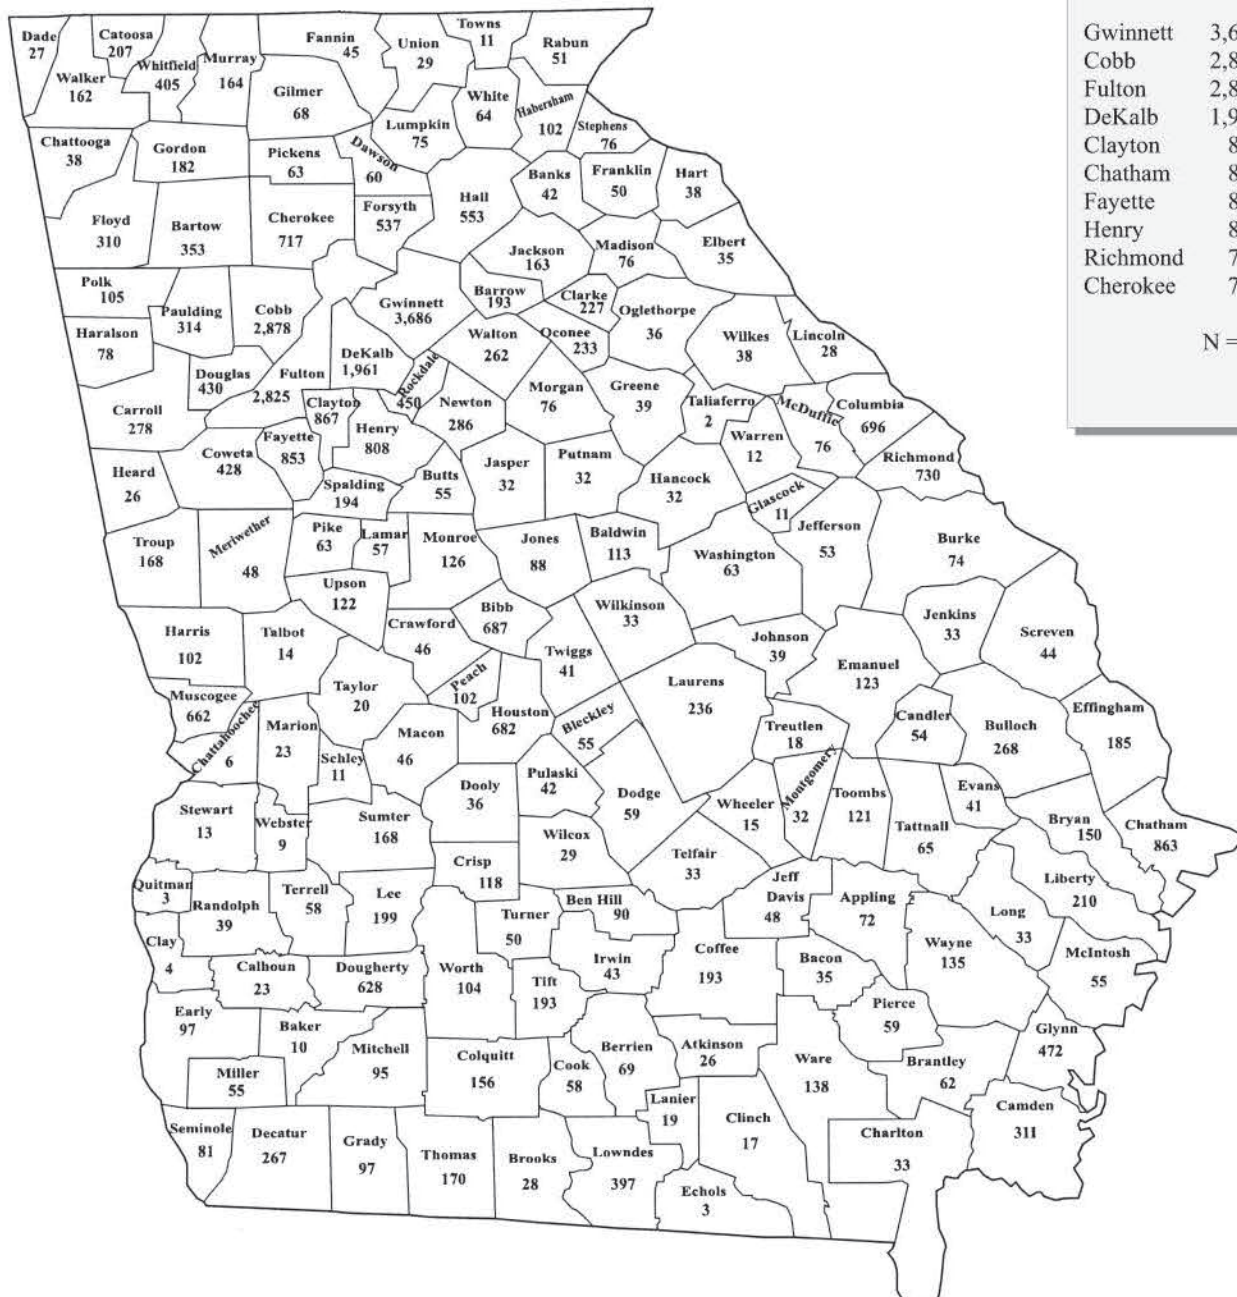 Dade
27
Catoosa
207
Walker
162
Whitfield
405
Murray
164
Fannin
45
Union
29
Towns
11
Rabun
51
Gilmer
68
White
64
Habersham
102
Lumpkin
75
Stephens
76
Chattooga
38
Gordon
182
Pickens
63
Dawson
60
Banks
42
Franklin
50
Hart
38
Floyd
310
Bartow
353
Cherokee
717
Forsyth
537
Hall
553
Jackson
163
Madison
76
Elbert
35
Polk
105
Paulding
314
Cobb
2,878
Gwinnett
3,686
Barrow
193
Clarke
227
Oglethorpe
36
Haralson
78
DeKalb
1,961
Walton
262
Oconee
233
Wilkes
38
Lincoln
28
Douglas
430
Fulton
2,825
Rockdale
450
Newton
286
Morgan
76
Greene
39
Taliaferro
2
McDuffie
76
Columbia
696
Carroll
278
Clayton
867
Henry
808
Fayette
853
Coweta
428
Warren
12
Richmond
730
Heard
26
Spalding
194
Butts
55
Jasper
32
Putnam
32
Hancock
32
Glascock
11
Jefferson
53
Troup
168
Meriwether
48
Pike
63
Lamar
57
Monroe
126
Jones
88
Baldwin
113
Washington
63
Burke
74
Upson
122
Harris
102
Talbot
14
Crawford
46
Bibb
687
Wilkinson
33
Twiggs
41
Johnson
39
Jenkins
33
Screven
44
Emanuel
123
Muscogee
662
Chattahoochee
6
Marion
23
Taylor
20
Peach
102
Houston
682
Bleckley
55
Laurens
236
Treutlen
18
Candler
54
Bulloch
268
Effingham
185
Schley
11
Macon
46
Dooly
36
Pulaski
42
Dodge
59
Wheeler
15
Montgomery
32
Toombs
121
Tattnall
65
Evans
41
Bryan
150
Chatham
863
Stewart
13
Webster
9
Sumter
168
Wilcox
29
Telfair
33
Quitman
3
Randolph
39
Terrell
58
Lee
199
Crisp
118
Turner
50
Ben Hill
90
Jeff
Davis
48
Appling
72
Liberty
210
Long
33
Clay
4
Calhoun
23
Dougherty
628
Worth
104
Tift
193
Irwin
43
Coffee
193
Bacon
35
Wayne
135
McIntosh
55
Early
97
Baker
10
Mitchell
95
Pierce
59
Glynn
472
Miller
55
Colquitt
156
Cook
58
Berrien
69
Atkinson
26
Ware
138
Brantley
62
Camden
311
Seminole
81
Decatur
267
Grady
97
Thomas
170
Brooks
28
Lowndes
397
Lanier
19
Clinch
17
Echols
3
Charlton
33
Gwinnett 3,6
Cobb 2,8
Fulton 2,8
DeKalb 1,9
Clayton 8
Chatham 8
Fayette 8
Henry 8
Richmond 7
Cherokee 7
N =